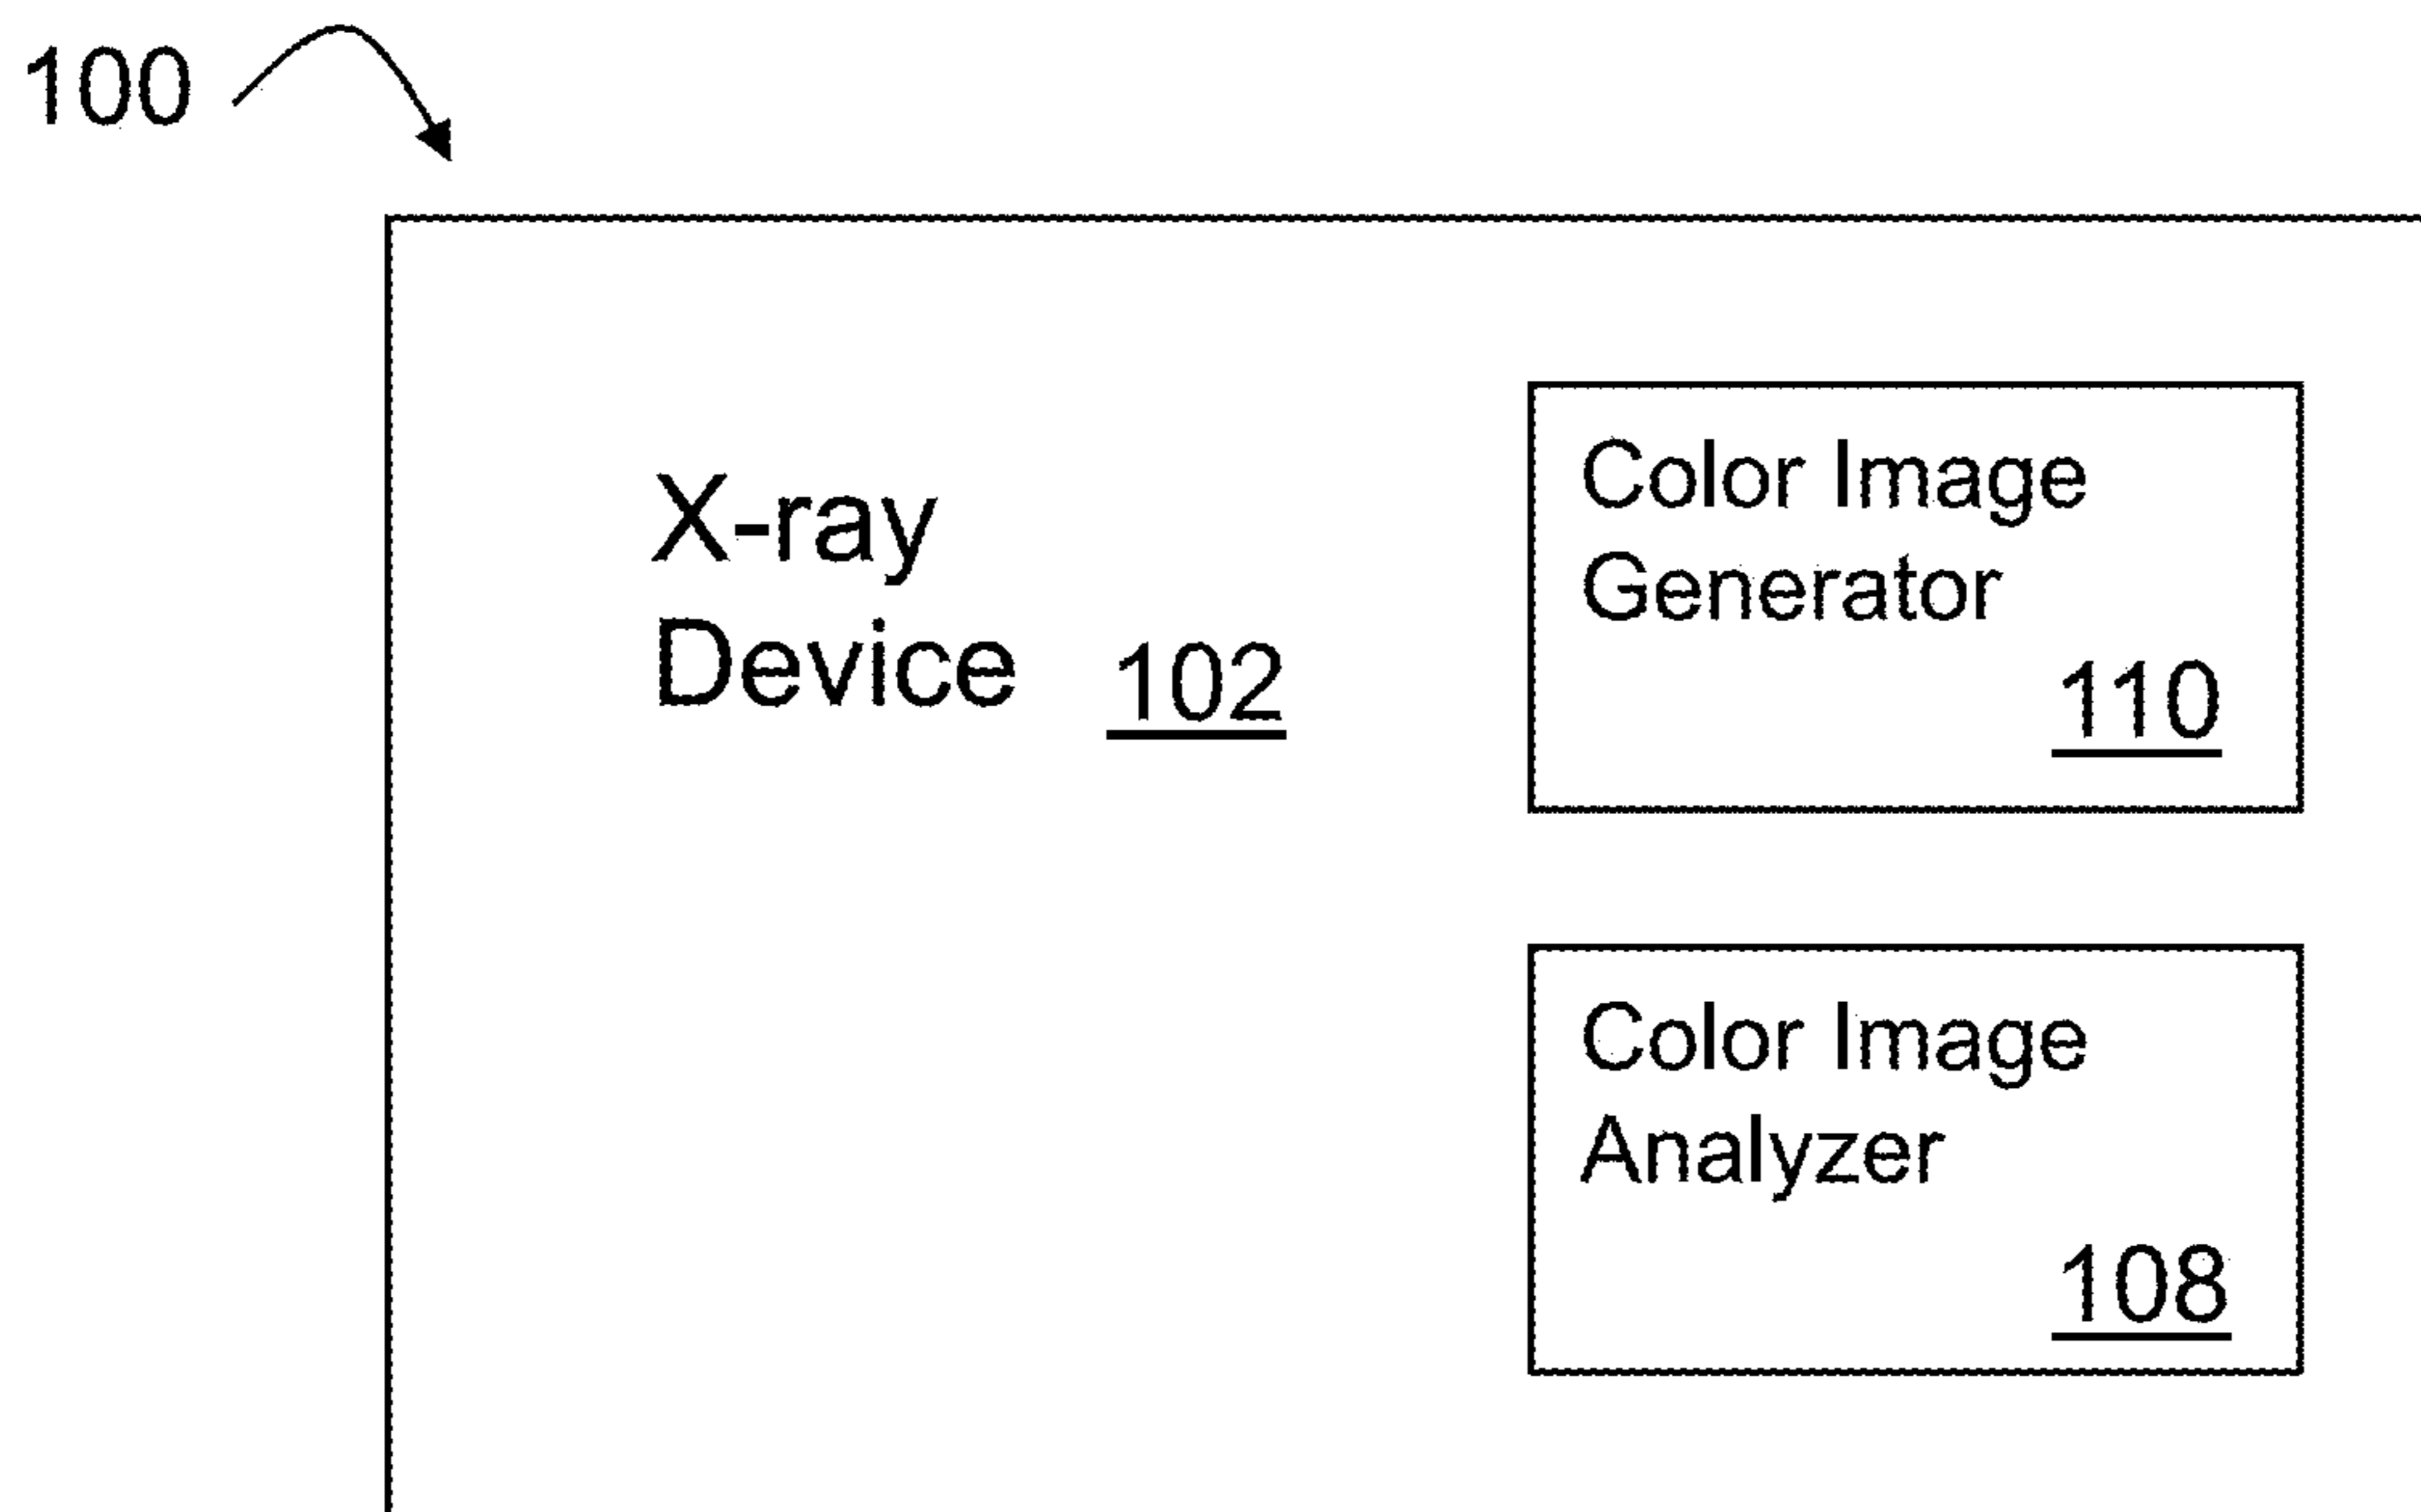 100
X-ray
Device 102
Color Image
Generator
110
Color Image
Analyzer
108